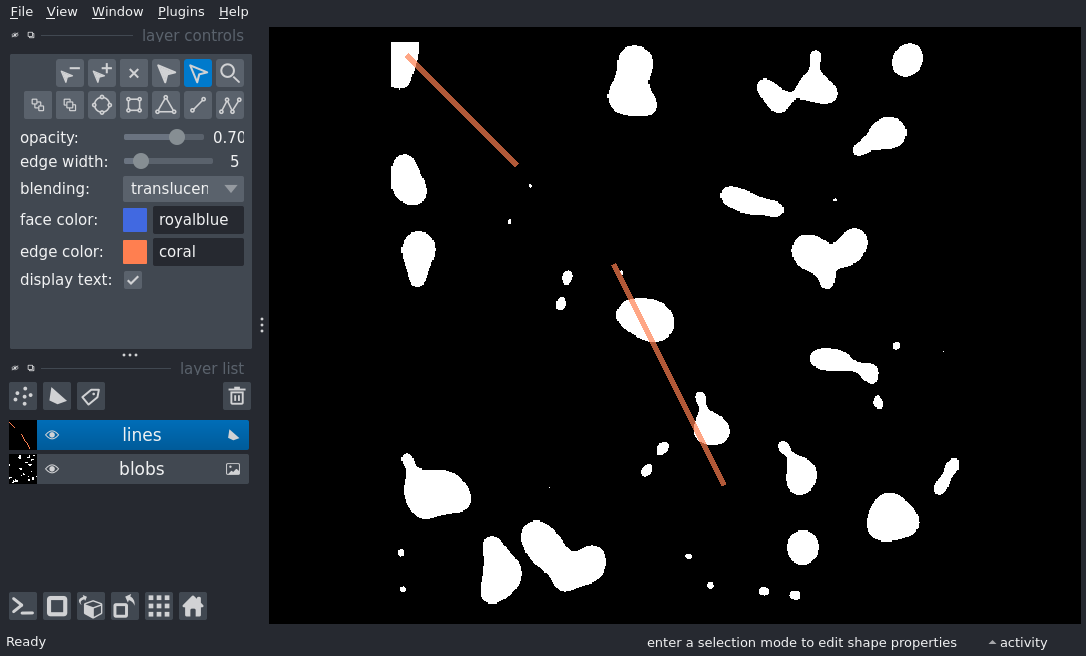 File View Window Plugins Help
layer controls
opacity: 0.70
edge width: 5
blending: translucen
face color: royalblue
edge color: coral
display text:
layer list
lines
blobs
Ready enter a selection mode to edit shape properties activity